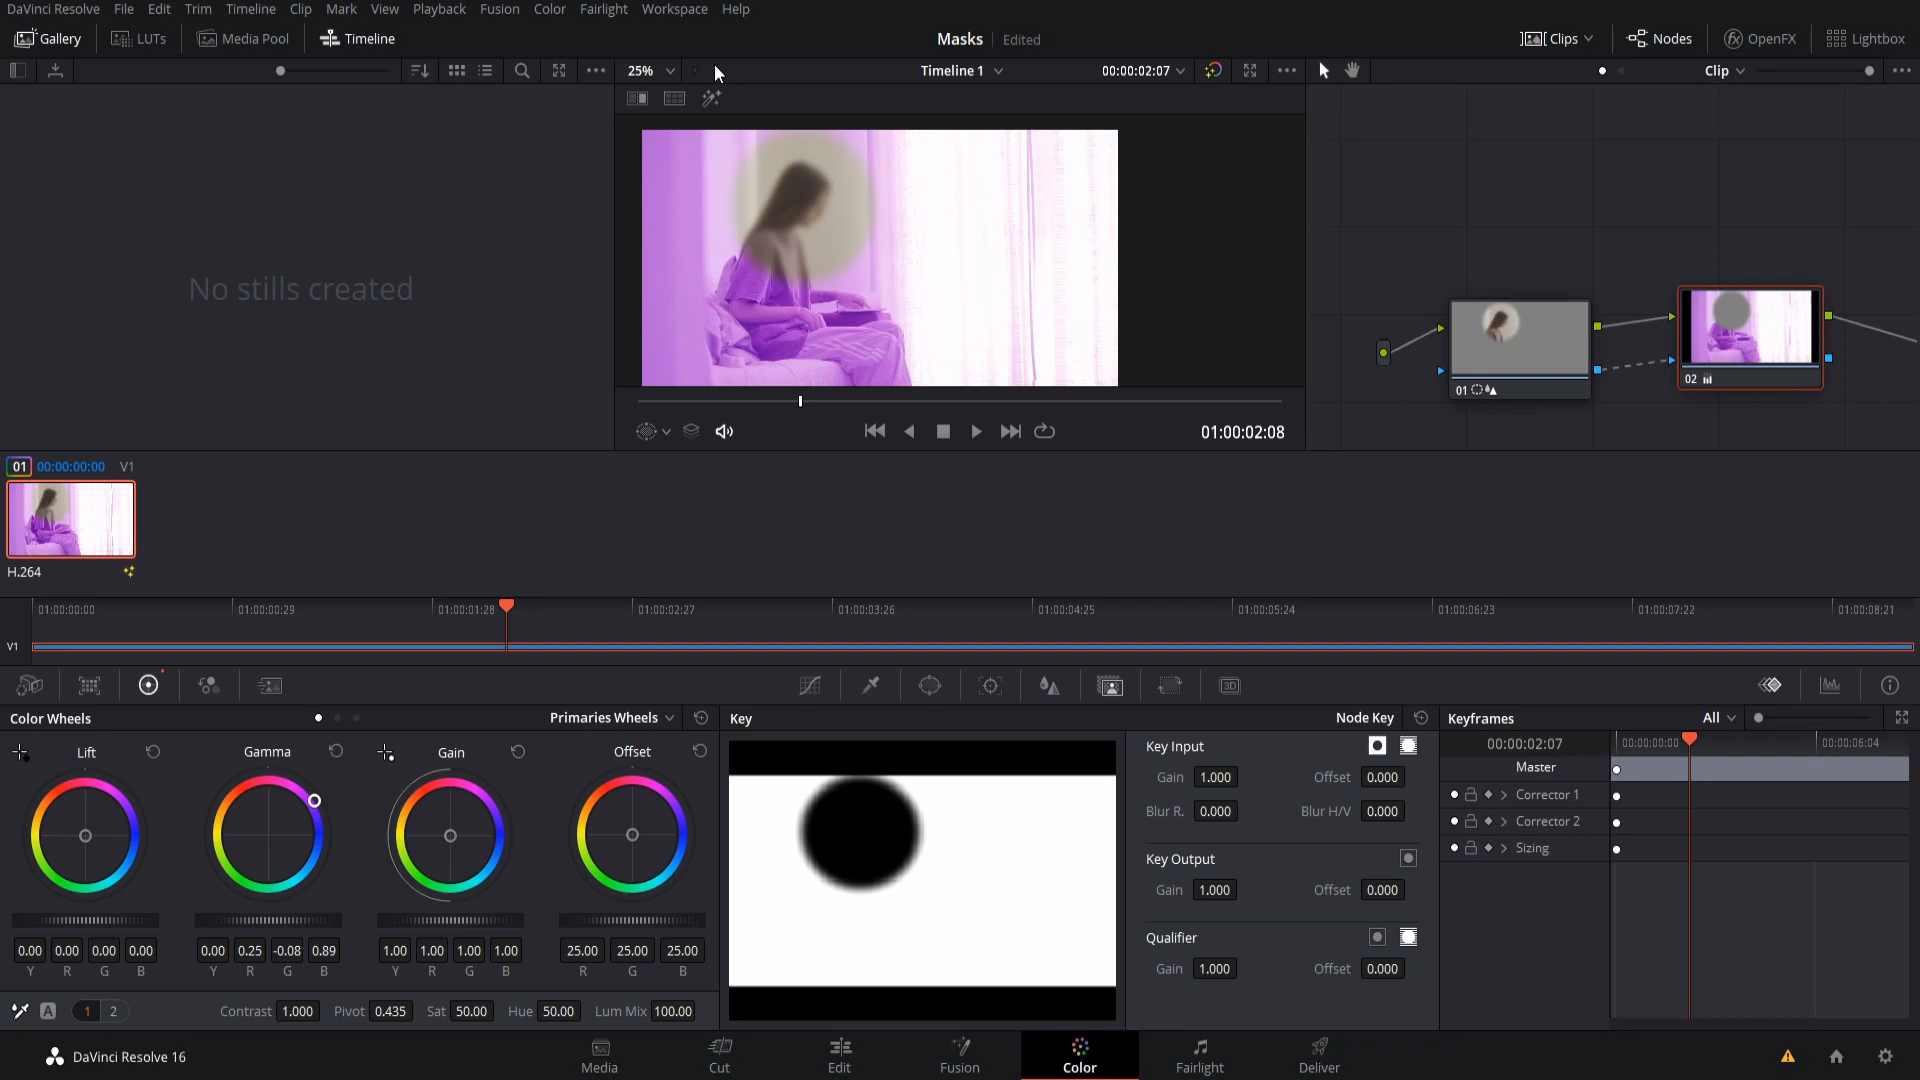 DaVinci Resolve File Edit Trim Timeline Clip Mark View Playback Fusion Color Fairlight Workspace Help
Gallery LUTs Media Pool Timeline Masks Edited Clips Nodes OpenFX Lightbox
25% Timeline 1 00:00:02:07 Clip
No stills created
01
02
01:00:02:08
01 00:00:00:00 V1
H.264
01:00:00:00 01:00:00:29 01:00:01:28 01:00:02:27 01:00:03:26 01:00:04:25 01:00:05:24 01:00:06:23 01:00:07:22 01:00:08:21
V1
3D
Color Wheels Primaries Wheels
Lift Gamma Gain Offset
0.00 0.00 0.00 0.00 0.00 0.25 -0.08 0.89 1.00 1.00 1.00 1.00 25.00 25.00 25.00
Y R G B Y R G B Y R G B R G B
A 1 2 Contrast 1.000 Pivot 0.435 Sat 50.00 Hue 50.00 Lum Mix 100.00
Key Node Key
Key Input
Gain 1.000 Offset 0.000
Blur R. 0.000 Blur H/V 0.000
Key Output
Gain 1.000 Offset 0.000
Qualifier
Gain 1.000 Offset 0.000
Keyframes All
00:00:02:07 00:00:00:00 00:00:06:04
Master
Corrector 1
Corrector 2
Sizing
DaVinci Resolve 16 Media Cut Edit Fusion Color Fairlight Deliver